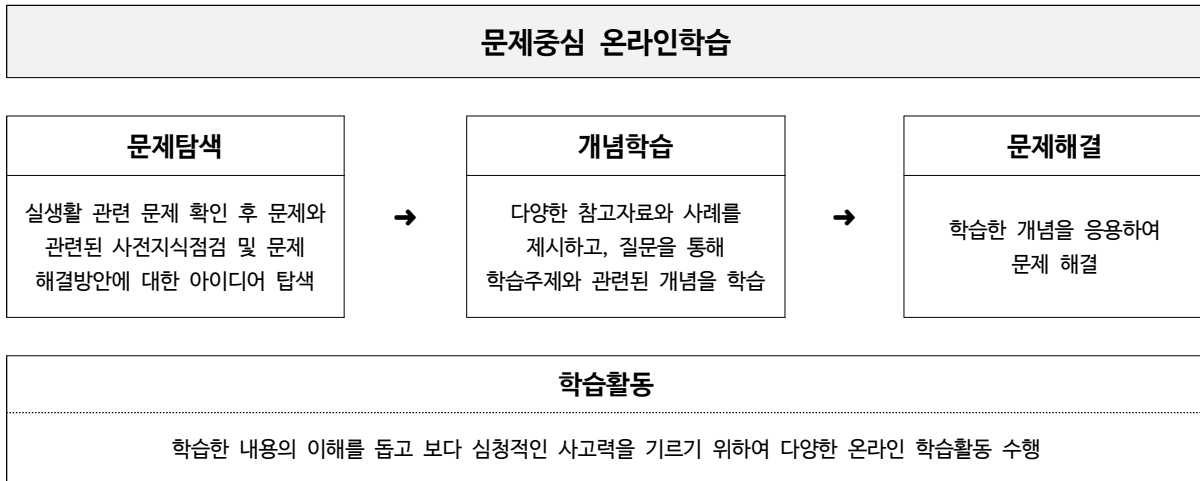 문제중심 온라인학습
문제탐색
실생활 관련 문제 확인 후 문제와
관련된 사전지식점검 및 문제
해결방안에 대한 아이디어 탐색
➜
개념학습
다양한 참고자료와 사례를
제시하고, 질문을 통해
학습주제와 관련된 개념을 학습
➜
문제해결
학습한 개념을 응용하여
문제 해결
학습활동
학습한 내용의 이해를 돕고 보다 심청적인 사고력을 기르기 위하여 다양한 온라인 학습활동 수행